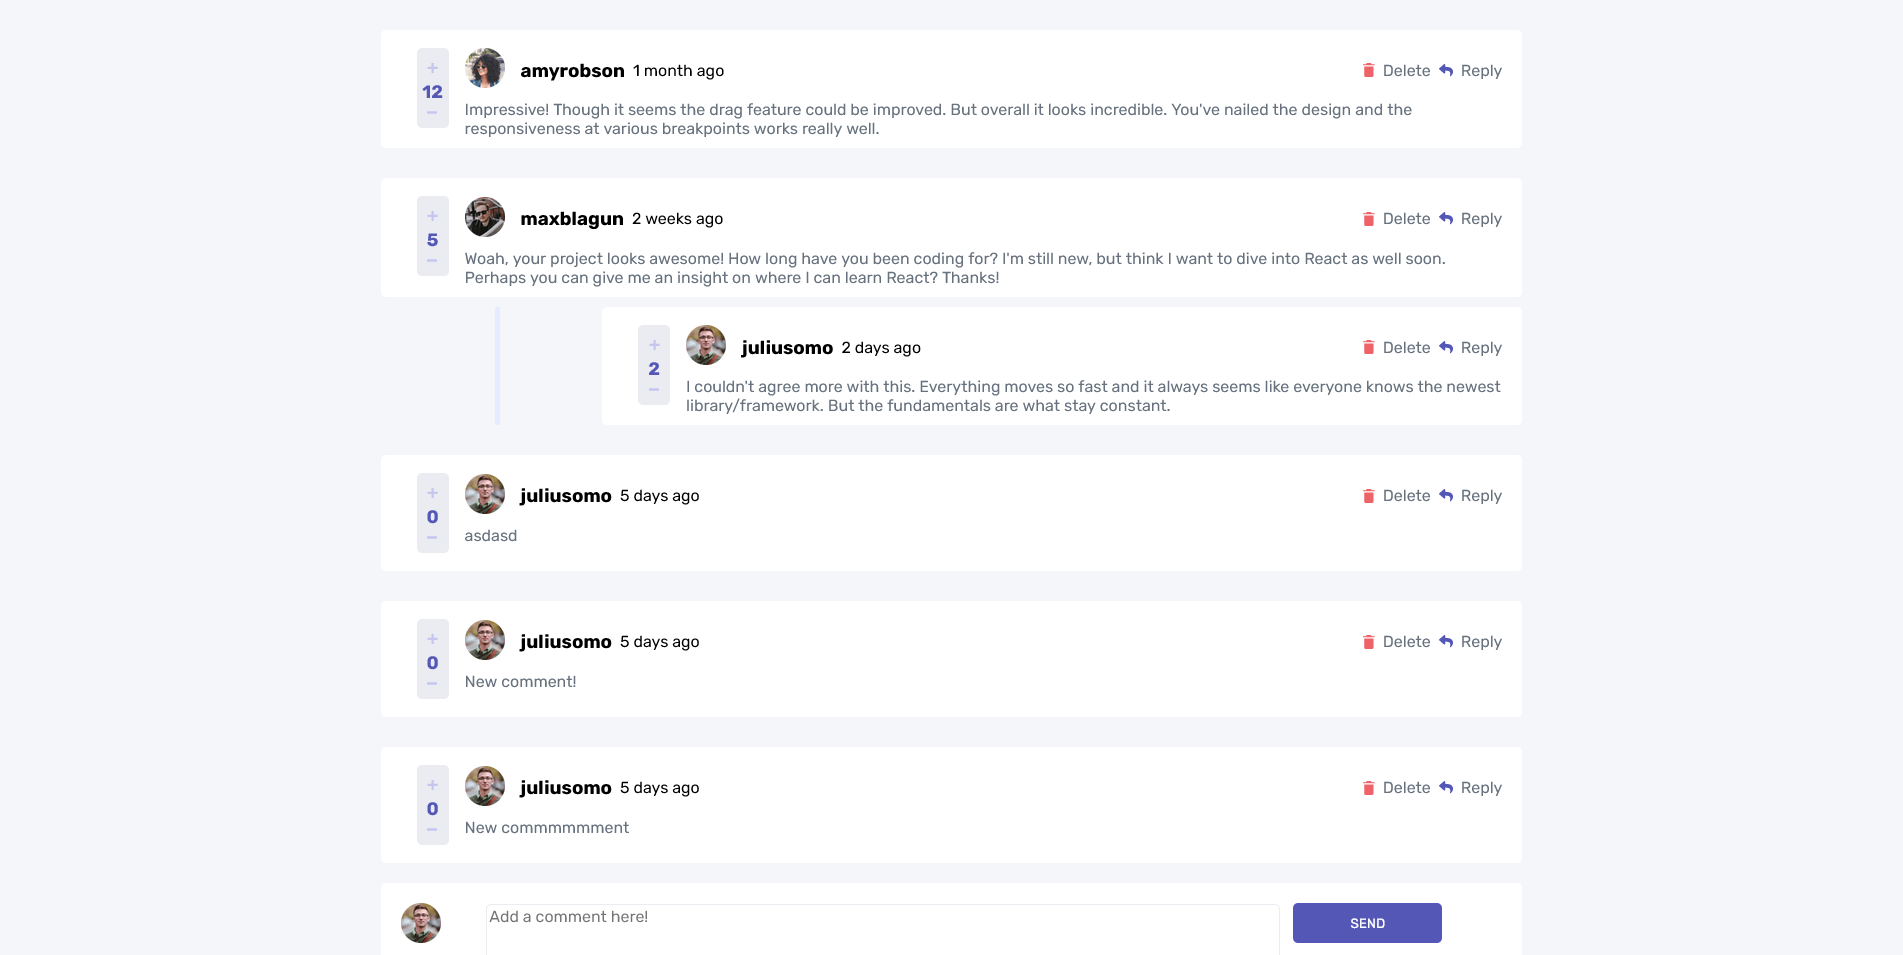 +
12
−
amyrobson 1 month ago
Delete Reply
Impressive! Though it seems the drag feature could be improved. But overall it looks incredible. You've nailed the design and the
responsiveness at various breakpoints works really well.
+
5
−
maxblagun 2 weeks ago
Delete Reply
Woah, your project looks awesome! How long have you been coding for? I'm still new, but think I want to dive into React as well soon.
Perhaps you can give me an insight on where I can learn React? Thanks!
+
2
−
juliusomo 2 days ago
Delete Reply
I couldn't agree more with this. Everything moves so fast and it always seems like everyone knows the newest
library/framework. But the fundamentals are what stay constant.
+
0
−
juliusomo 5 days ago
Delete Reply
asdasd
+
0
−
juliusomo 5 days ago
Delete Reply
New comment!
+
0
−
juliusomo 5 days ago
Delete Reply
New commmmmment
Add a comment here!
SEND